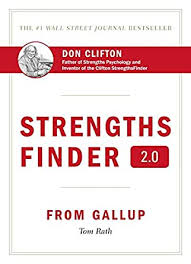 THE #1 WALL STREET JOURNAL BESTSELLER
DON CLIFTON
Father of Strengths Psychology and
Inventor of the Clifton StrengthsFinder
STRENGTHS
FINDER 2.0
FROM GALLUP
Tom Rath